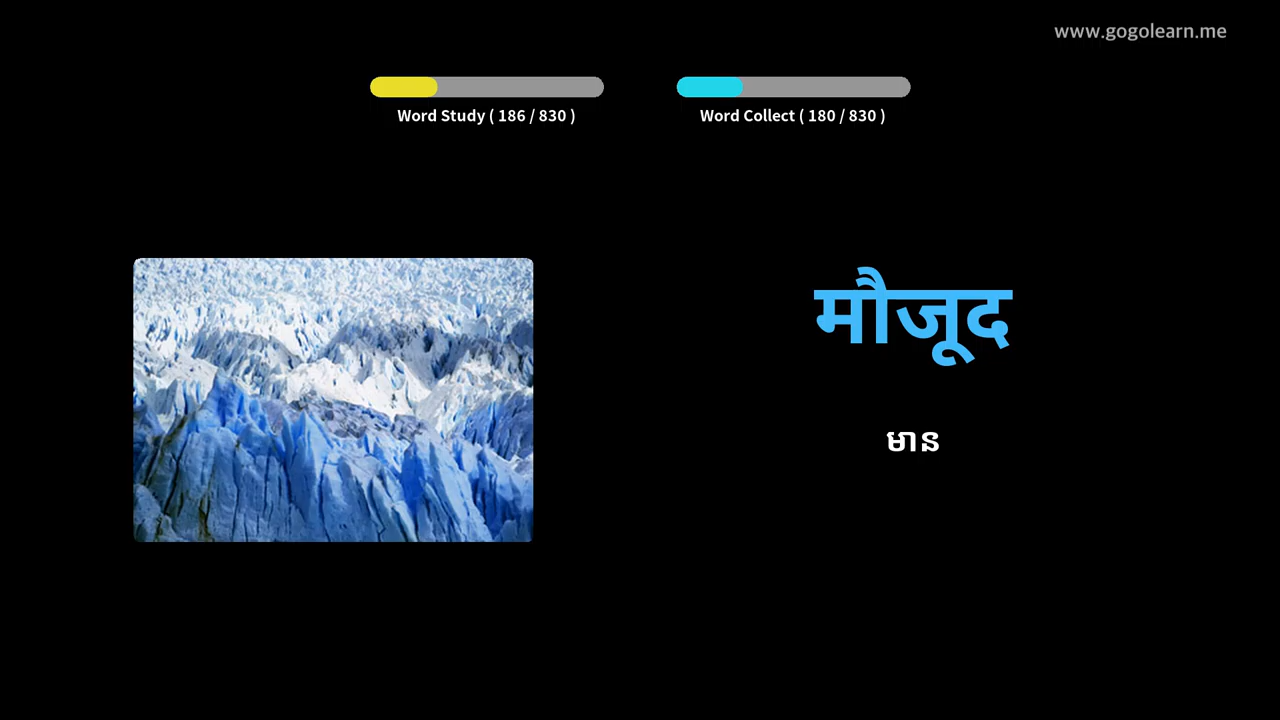 www.gogolearn.me
Word Study ( 186 / 830 )
Word Collect ( 180 / 830 )
मौजूद
មាន